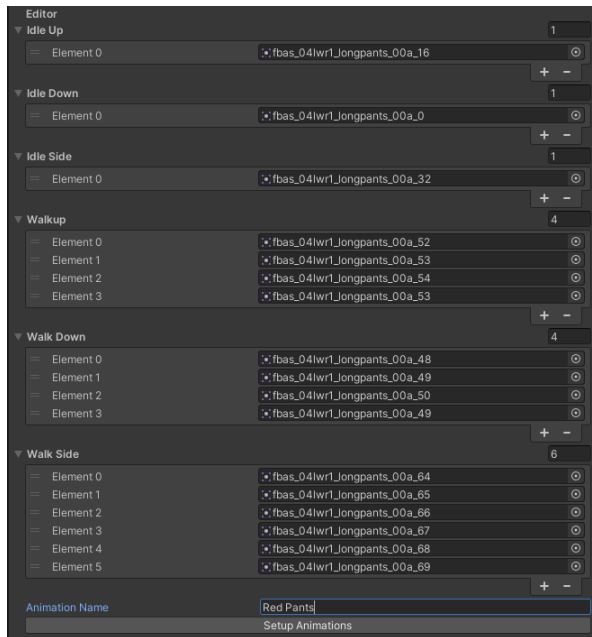 Editor
Idle Up 1
Element 0 fbas_04lwr1_longpants_00a_16
+ -
Idle Down 1
Element 0 fbas_04lwr1_longpants_00a_0
+ -
Idle Side 1
Element 0 fbas_04lwr1_longpants_00a_32
+ -
Walkup 4
Element 0 fbas_04lwr1_longpants_00a_52
Element 1 fbas_04lwr1_longpants_00a_53
Element 2 fbas_04lwr1_longpants_00a_54
Element 3 fbas_04lwr1_longpants_00a_53
+ -
Walk Down 4
Element 0 fbas_04lwr1_longpants_00a_48
Element 1 fbas_04lwr1_longpants_00a_49
Element 2 fbas_04lwr1_longpants_00a_50
Element 3 fbas_04lwr1_longpants_00a_49
+ -
Walk Side 6
Element 0 fbas_04lwr1_longpants_00a_64
Element 1 fbas_04lwr1_longpants_00a_65
Element 2 fbas_04lwr1_longpants_00a_66
Element 3 fbas_04lwr1_longpants_00a_67
Element 4 fbas_04lwr1_longpants_00a_68
Element 5 fbas_04lwr1_longpants_00a_69
+ -
Animation Name Red Pants
Setup Animations